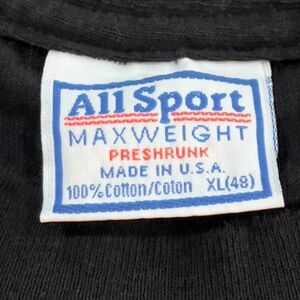 All Sport
MAXWEIGHT
PRESHRUNK
MADE IN U.S.A.
100% Cotton/Coton XL(48)